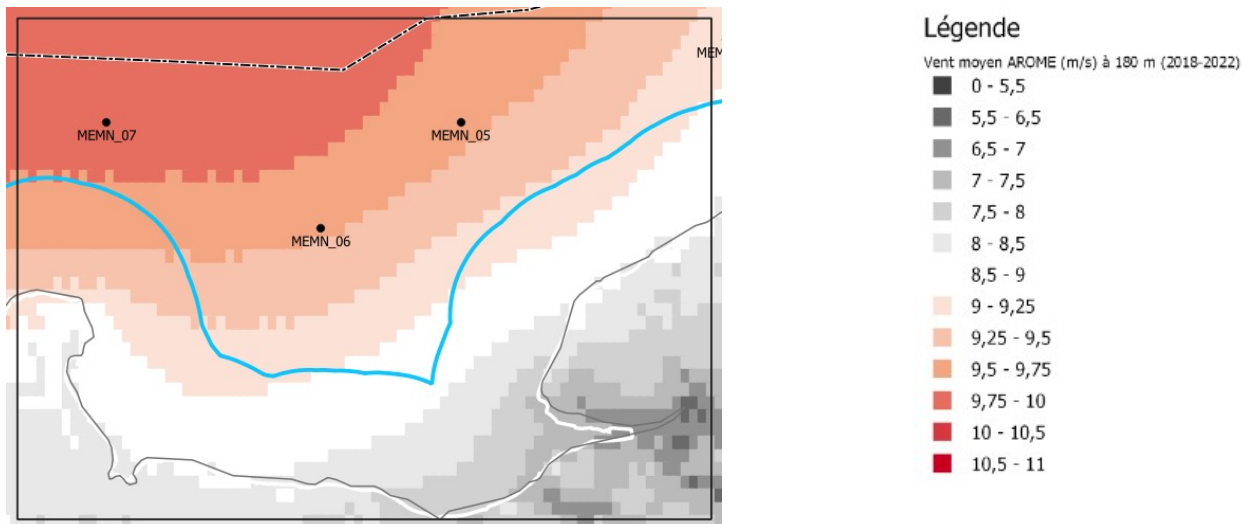 MEMN_07
MEMN_05
MEMN_06
Légende
Vent moyen AROME (m/s) à 180 m (2018-2022)
0 - 5,5
5,5 - 6,5
6,5 - 7
7 - 7,5
7,5 - 8
8 - 8,5
8,5 - 9
9 - 9,25
9,25 - 9,5
9,5 - 9,75
9,75 - 10
10 - 10,5
10,5 - 11